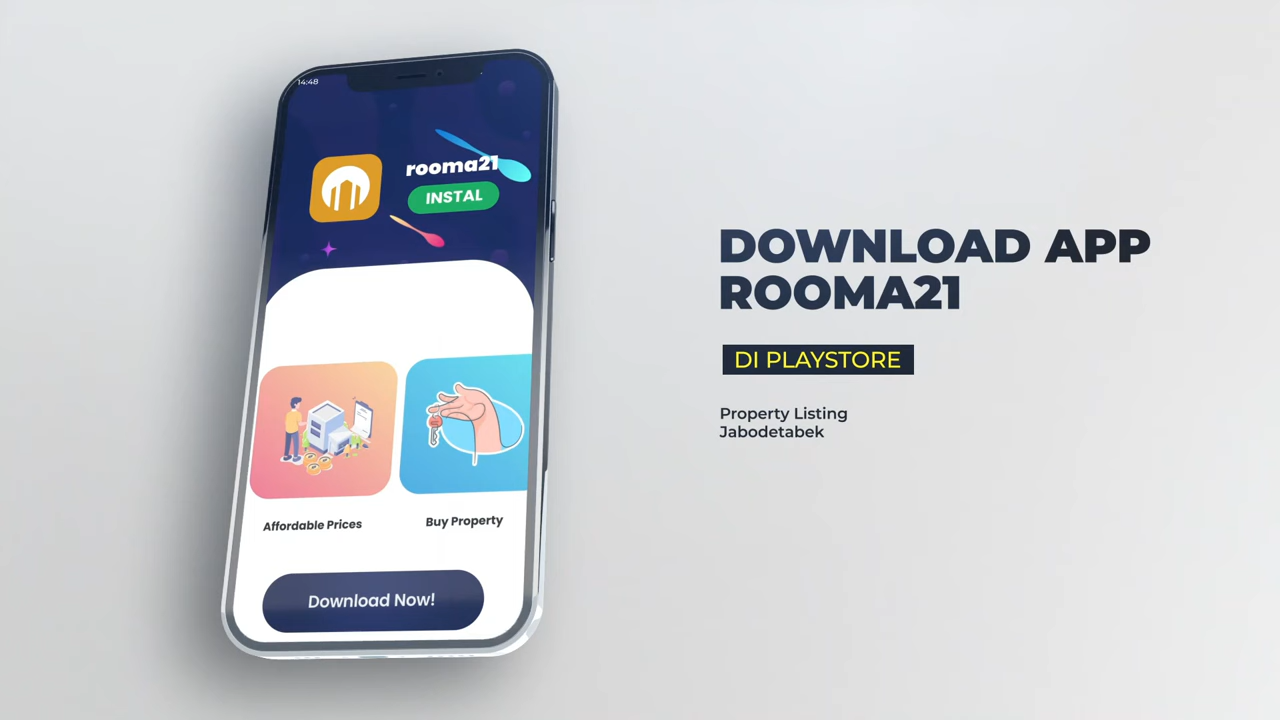 14:48
rooma21
INSTAL
Affordable Prices
Buy Property
Download Now!
DOWNLOAD APP
ROOMA21
DI PLAYSTORE
Property Listing
Jabodetabek